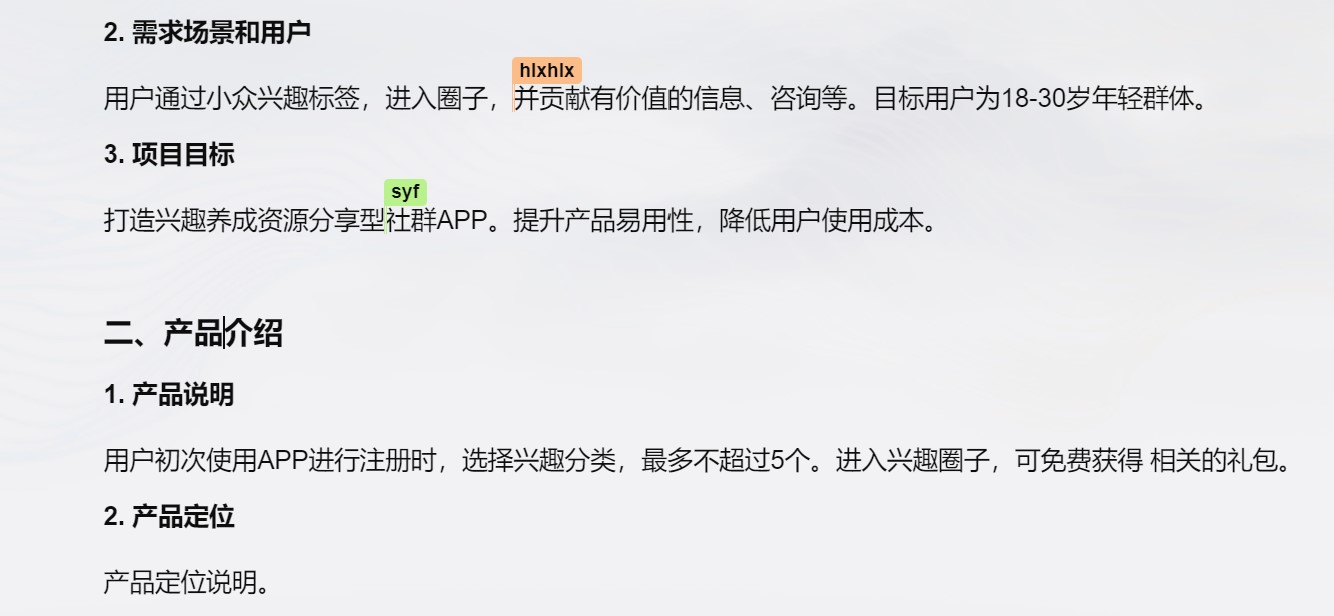 2. 需求场景和用户
hlxhlx
用户通过小众兴趣标签，进入圈子，并贡献有价值的信息、咨询等。目标用户为18-30岁年轻群体。
3. 项目目标
syf
打造兴趣养成资源分享型社群APP。提升产品易用性，降低用户使用成本。
二、产品介绍
1. 产品说明
用户初次使用APP进行注册时，选择兴趣分类，最多不超过5个。进入兴趣圈子，可免费获得 相关的礼包。
2. 产品定位
产品定位说明。